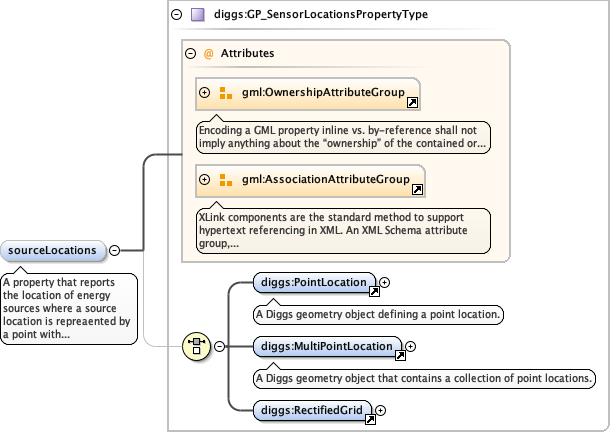 diggs:GP_SensorLocationsPropertyType
@ Attributes
gml:OwnershipAttributeGroup
Encoding a GML property inline vs. by-reference shall not
imply anything about the “ownership” of the contained or...
gml:AssociationAttributeGroup
XLink components are the standard method to support
hypertext referencing in XML. An XML Schema attribute
group,...
sourceLocations
A property that reports
the location of energy
sources where a source
location is repreaented by
a point with...
diggs:PointLocation
A Diggs geometry object defining a point location.
diggs:MultiPointLocation
A Diggs geometry object that contains a collection of point locations.
diggs:RectifiedGrid